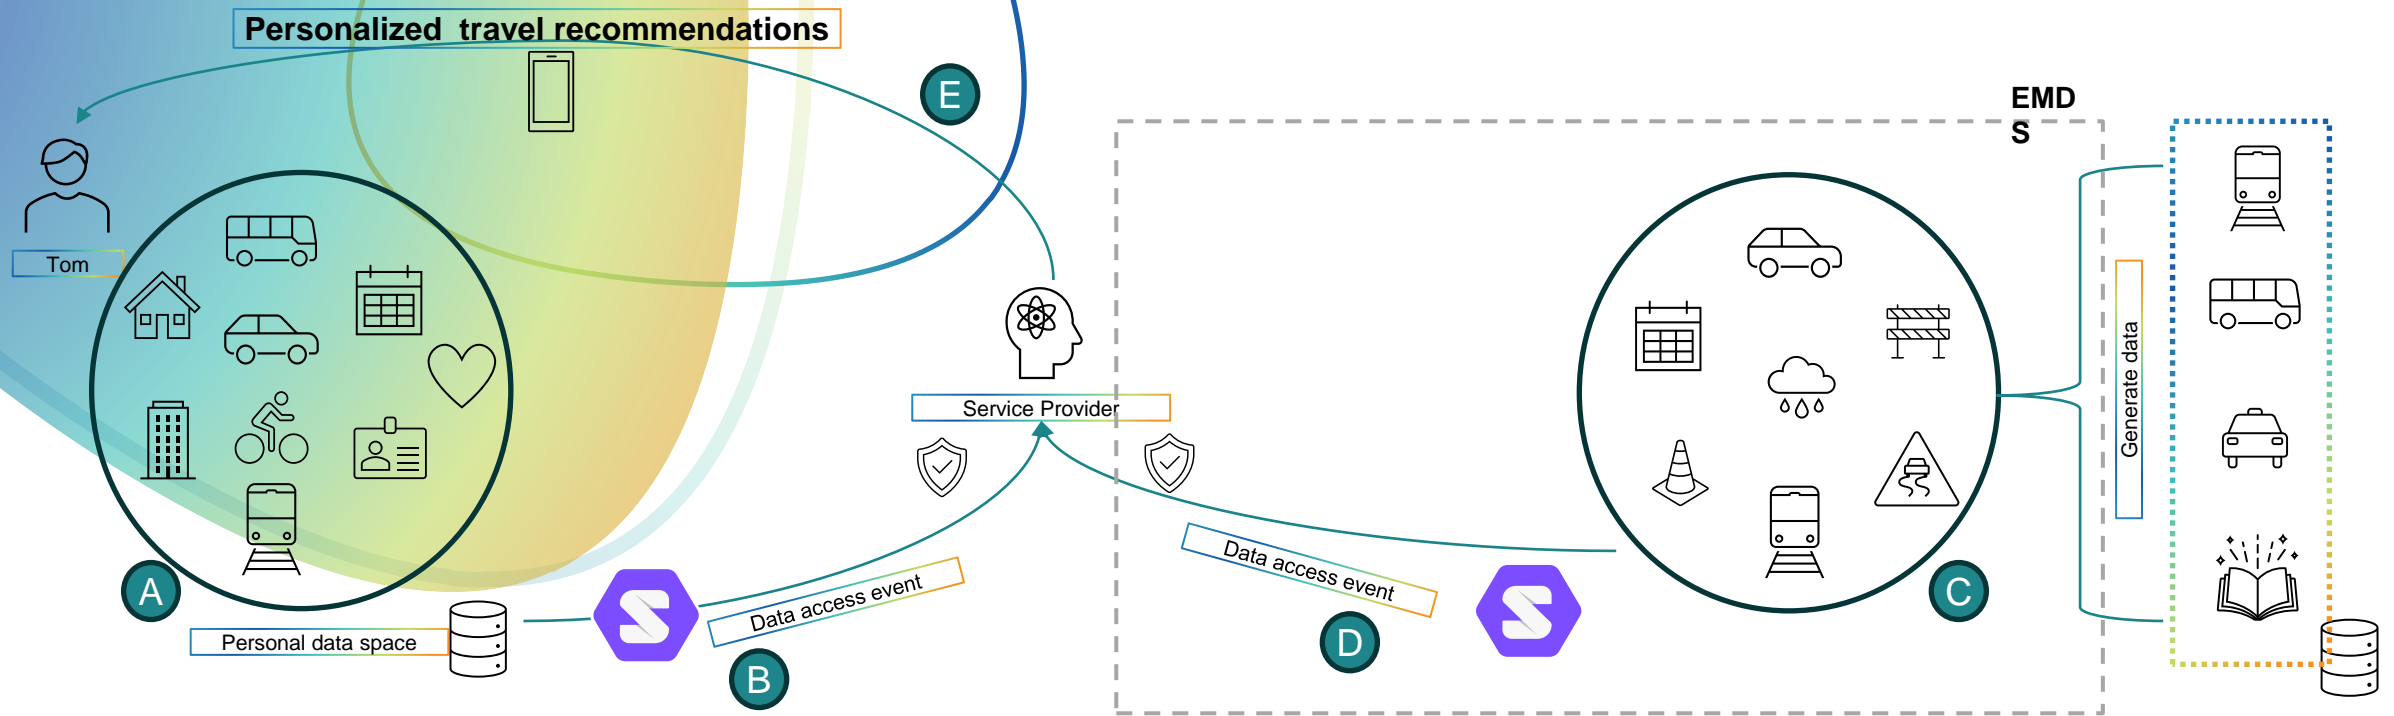 Personalized  travel recommendations
E
EMD
S
Tom
Generate data
Service Provider
Data access event
Data access event
A
C
Personal data space
D
B